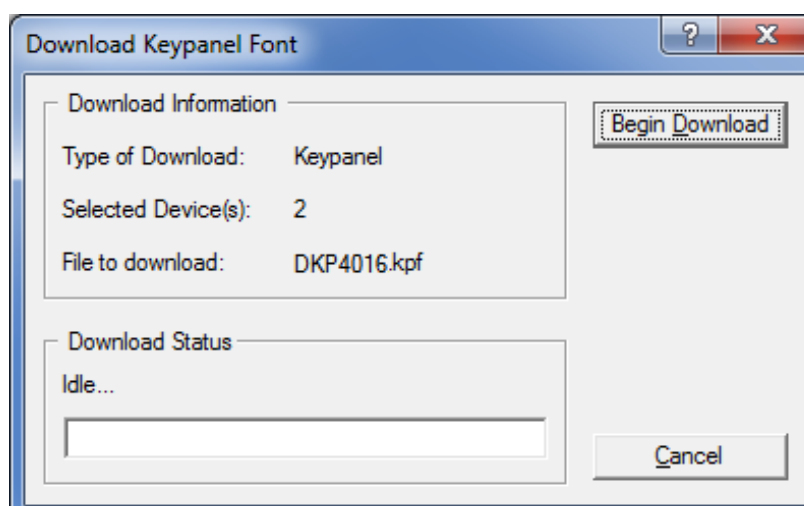 Download Keypanel Font
Download Information
Type of Download: Keypanel
Selected Device(s): 2
File to download: DKP4016.kpf
Begin Download
Download Status
Idle...
Cancel